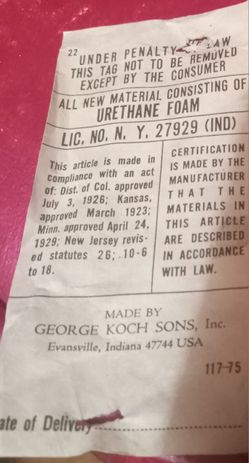 22
UNDER PENALTY OF LAW
THIS TAG NOT TO BE REMOVED
EXCEPT BY THE CONSUMER
ALL NEW MATERIAL CONSISTING OF
URETHANE FOAM
LIC. NO. N. Y. 27929 (IND)
This article is made in
compliance with an act
of: Dist. of Col. approved
July 3, 1926; Kansas,
approved March 1923;
Minn. approved April 24,
1929; New Jersey revis-
ed statutes 26; 10-6
to 18.
CERTIFICATION
IS MADE BY THE
MANUFACTURER
THAT THE
MATERIALS IN
THIS ARTICLE
ARE DESCRIBED
IN ACCORDANCE
WITH LAW.
MADE BY
GEORGE KOCH SONS, Inc.
Evansville, Indiana 47744 USA
117-75
ate of Delivery